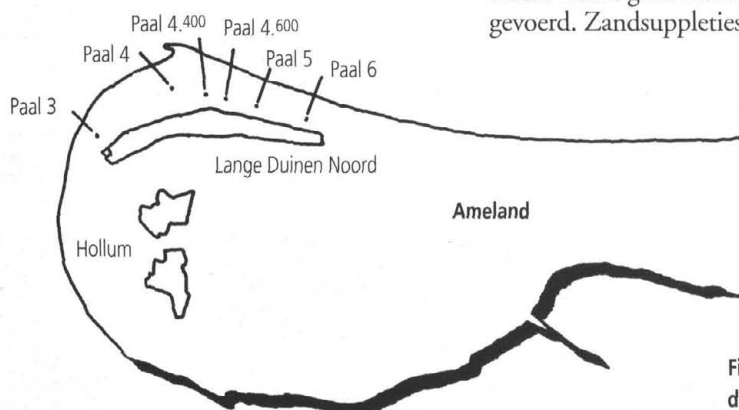 gevoerd. Zandsuppleties
Paal 4.400
Paal 4.600
Paal 4
Paal 5
Paal 6
Paal 3
Lange Duinen Noord
Ameland
Hollum